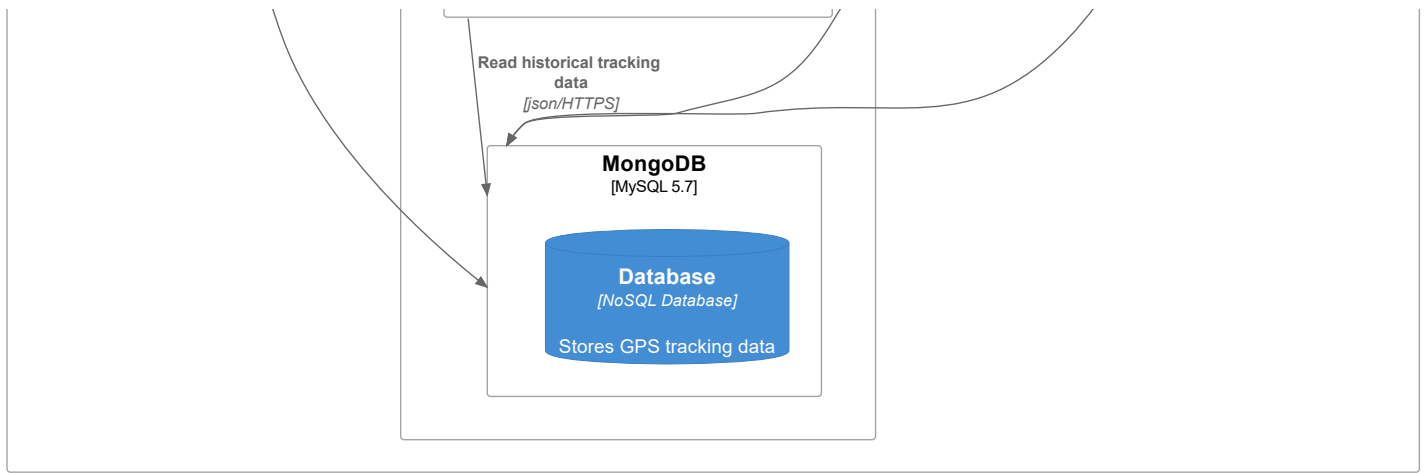 Read historical tracking
data
[json/HTTPS]
MongoDB
[MySQL 5.7]
Database
[NoSQL Database]
Stores GPS tracking data